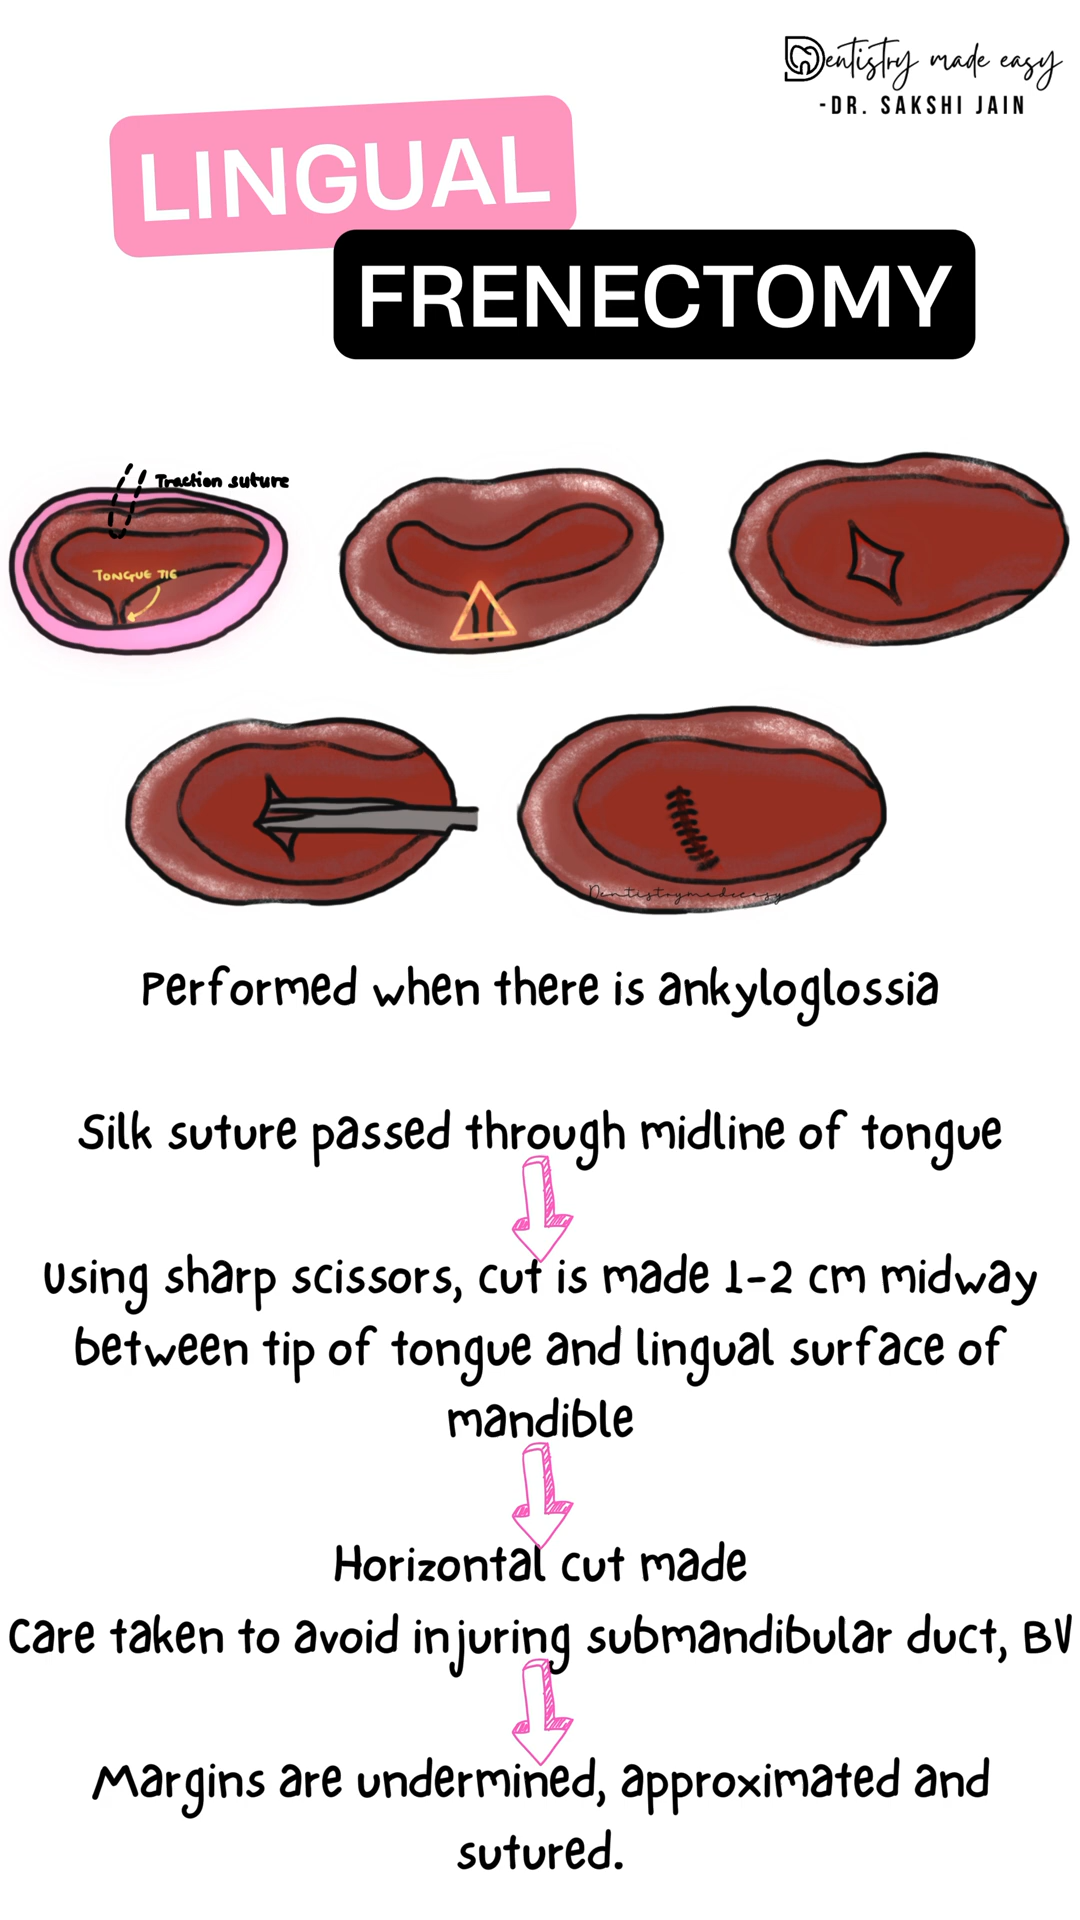 Dentistry made easy
-DR. SAKSHI JAIN
LINGUAL
FRENECTOMY
Traction suture
TONGUE TIE
Dentistrymadeeasy
Performed when there is ankyloglossia
Silk suture passed through midline of tongue
Using sharp scissors, cut is made 1-2 cm midway
between tip of tongue and lingual surface of
mandible
Horizontal cut made
Care taken to avoid injuring submandibular duct, BV
Margins are undermined, approximated and
sutured.